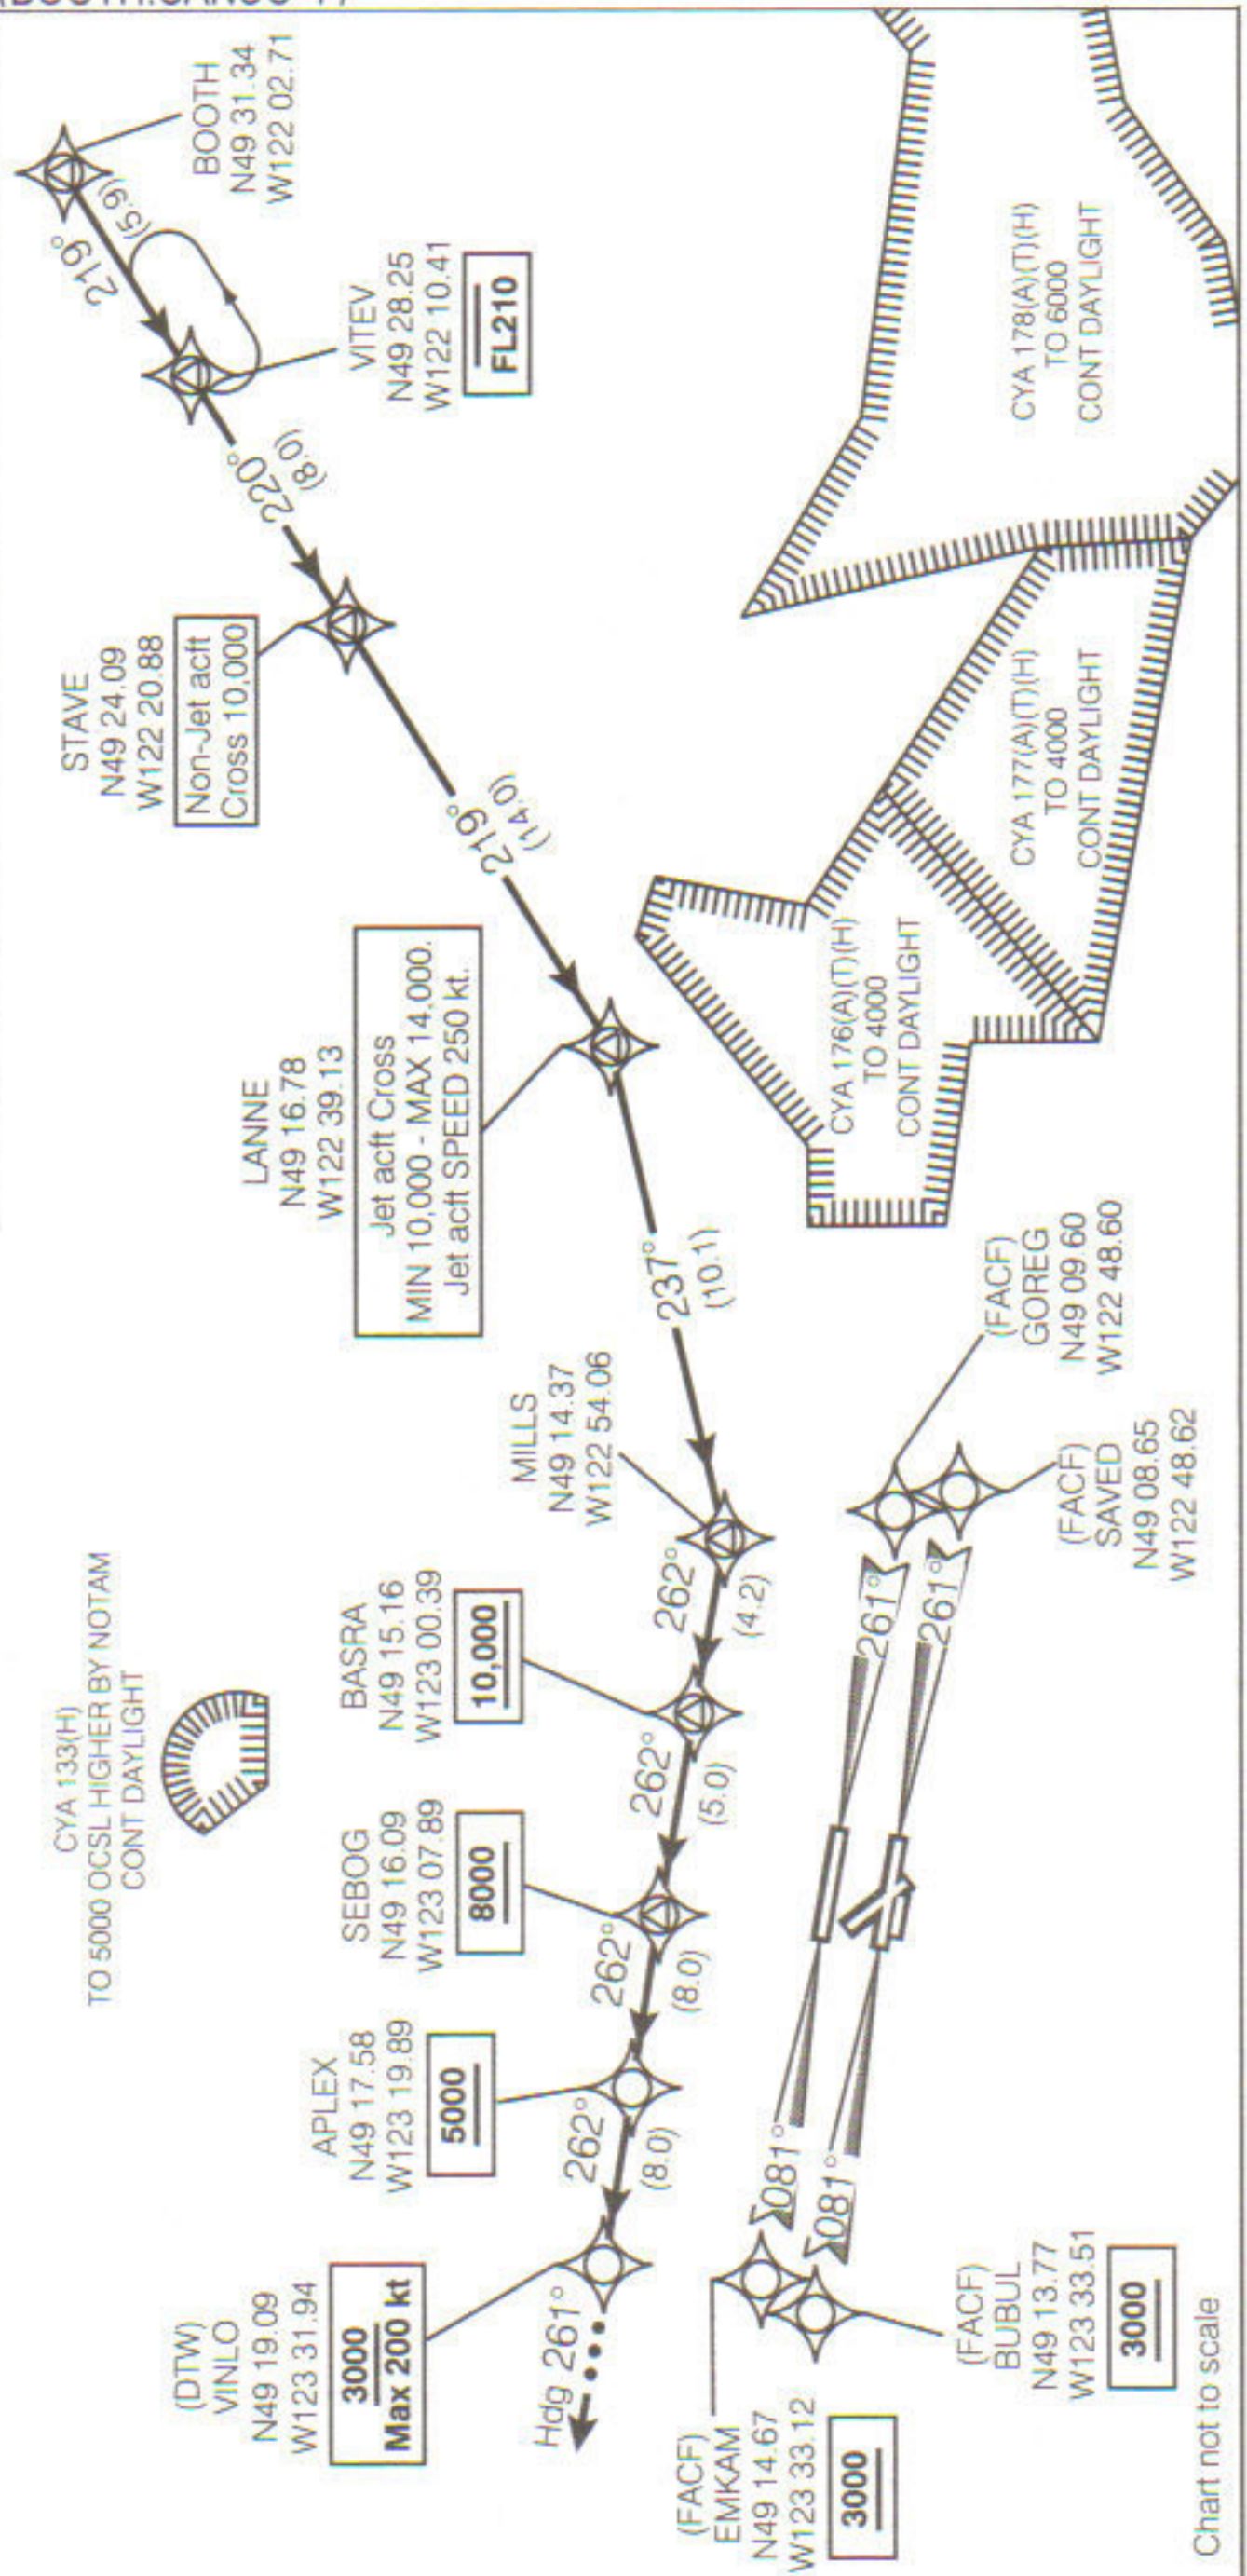 BOOTH
N49 31.34
W122 02.71
219°
(5.9)
VITEV
N49 28.25
W122 10.41
FL210
220°
(8.0)
STAVE
N49 24.09
W122 20.88
Non-Jet acft
Cross 10,000
219°
(14.0)
LANNE
N49 16.78
W122 39.13
Jet acft Cross
MIN 10,000 - MAX 14,000.
Jet acft SPEED 250 kt.
237°
(10.1)
MILLS
N49 14.37
W122 54.06
262°
(4.2)
BASRA
N49 15.16
W123 00.39
10,000
262°
(5.0)
SEBOG
N49 16.09
W123 07.89
8000
262°
(8.0)
APLEX
N49 17.58
W123 19.89
5000
262°
(8.0)
(DTW)
VINLO
N49 19.09
W123 31.94
3000
Max 200 kt
Hdg 261°
CYA 133(H)
TO 5000 OCSL HIGHER BY NOTAM
CONT DAYLIGHT
CYA 178(A)(T)(H)
TO 6000
CONT DAYLIGHT
CYA 177(A)(T)(H)
TO 4000
CONT DAYLIGHT
CYA 176(A)(T)(H)
TO 4000
CONT DAYLIGHT
(FACF)
GOREG
N49 09.60
W122 48.60
(FACF)
SAVED
N49 08.65
W122 48.62
261°
261°
081°
081°
(FACF)
EMKAM
N49 14.67
W123 33.12
3000
(FACF)
BUBUL
N49 13.77
W123 33.51
3000
Chart not to scale